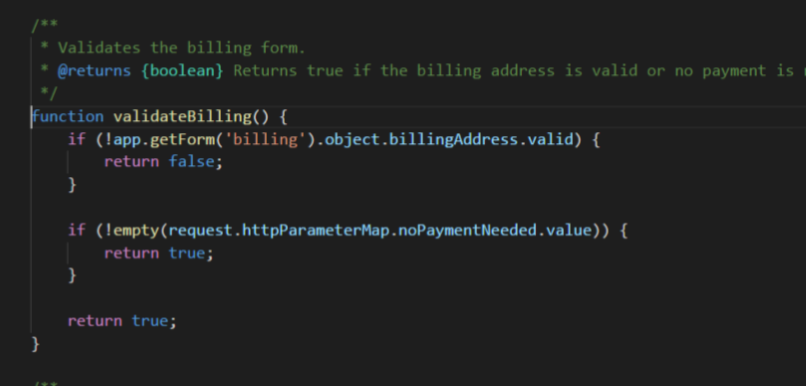 /**
 * Validates the billing form.
 * @returns {boolean} Returns true if the billing address is valid or no payment is
 */
function validateBilling() {
    if (!app.getForm('billing').object.billingAddress.valid) {
        return false;
    }

    if (!empty(request.httpParameterMap.noPaymentNeeded.value)) {
        return true;
    }

    return true;
}

/**